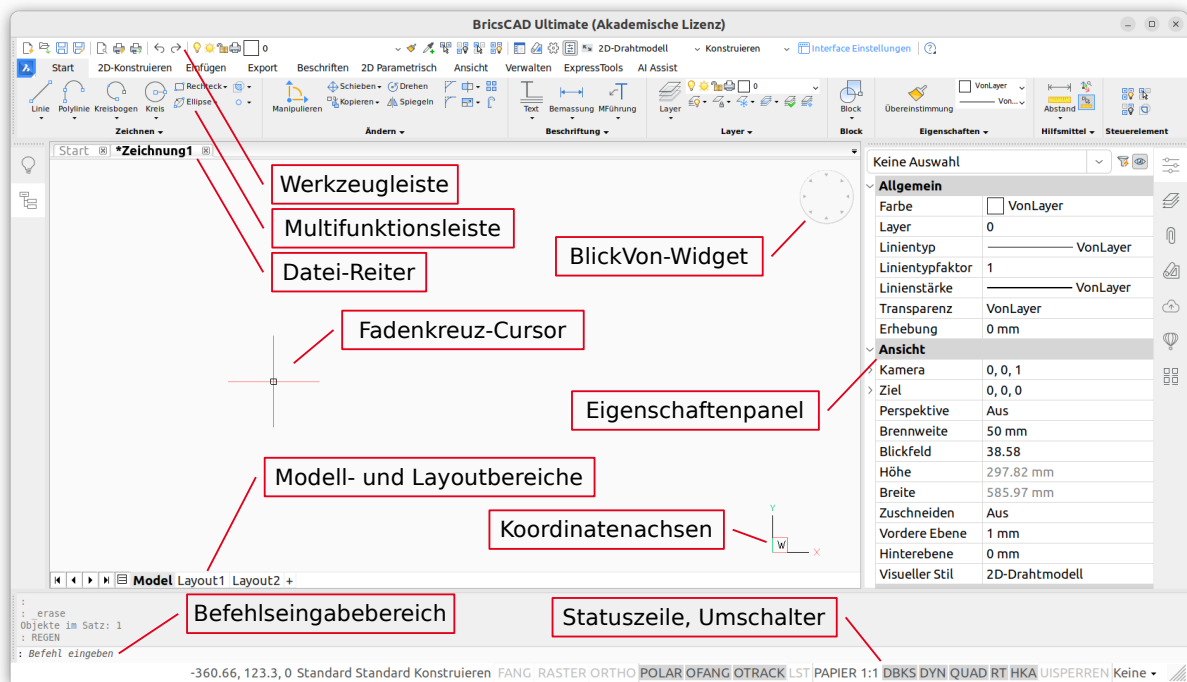 BricsCAD Ultimate (Akademische Lizenz)
0 2D-Drahtmodell Konstruieren Interface Einstellungen
Start 2D-Konstruieren Einfügen Export Beschriften 2D Parametrisch Ansicht Verwalten ExpressTools AI Assist
Rechteck Schieben Drehen 0 VonLayer
Linie Polylinie Kreisbogen Kreis Ellipse Manipulieren Kopieren Spiegeln Text Bemassung MFührung Layer Block Übereinstimmung Von... Abstand
Zeichnen Ändern Beschriftung Layer Block Eigenschaften Hilfsmittel Steuerelement
Start *Zeichnung1
Werkzeugleiste
Multifunktionsleiste
Datei-Reiter
BlickVon-Widget
Fadenkreuz-Cursor
Eigenschaftenpanel
Modell- und Layoutbereiche
Koordinatenachsen
Y
W
X
Keine Auswahl
Allgemein
Farbe VonLayer
Layer 0
Linientyp VonLayer
Linientypfaktor 1
Linienstärke VonLayer
Transparenz VonLayer
Erhebung 0 mm
Ansicht
Kamera 0, 0, 1
Ziel 0, 0, 0
Perspektive Aus
Brennweite 50 mm
Blickfeld 38.58
Höhe 297.82 mm
Breite 585.97 mm
Zuschneiden Aus
Vordere Ebene 1 mm
Hinterebene 0 mm
Visueller Stil 2D-Drahtmodell
Model Layout1 Layout2 +
:
: _erase
Objekte im Satz: 1
: REGEN
: Befehl eingeben
Befehlseingabebereich
Statuszeile, Umschalter
-360.66, 123.3, 0 Standard Standard Konstruieren FANG RASTER ORTHO POLAR OFANG OTRACK LST PAPIER 1:1 DBKS DYN QUAD RT HKA UISPERREN Keine